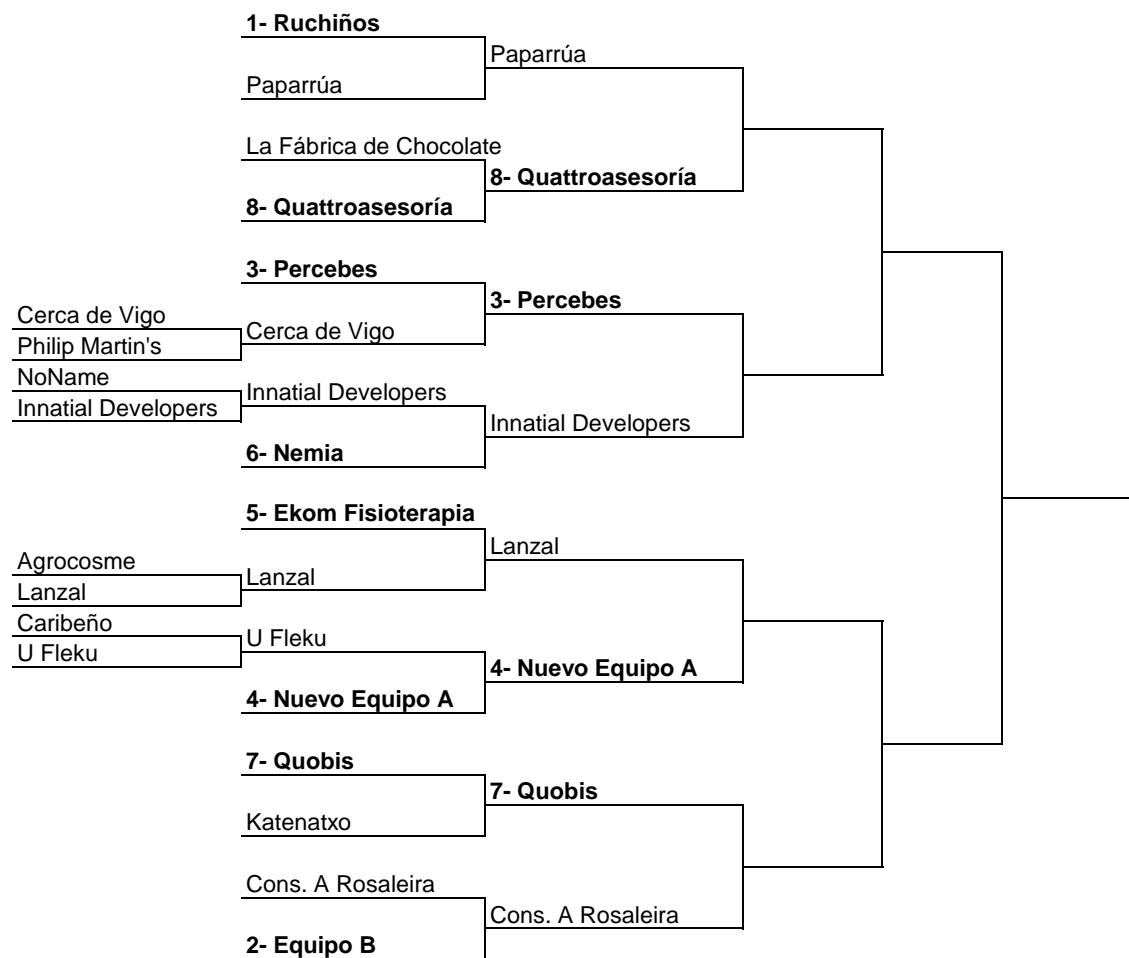 1- Ruchiños
Paparrúa
Paparrúa
La Fábrica de Chocolate
8- Quattroasesoría
8- Quattroasesoría
3- Percebes
3- Percebes
Cerca de Vigo
Cerca de Vigo
Philip Martin's
NoName
Innatial Developers
Innatial Developers
Innatial Developers
6- Nemia
5- Ekom Fisioterapia
Lanzal
Agrocosme
Lanzal
Lanzal
Caribeño
U Fleku
U Fleku
4- Nuevo Equipo A
4- Nuevo Equipo A
7- Quobis
7- Quobis
Katenatxo
Cons. A Rosaleira
Cons. A Rosaleira
2- Equipo B